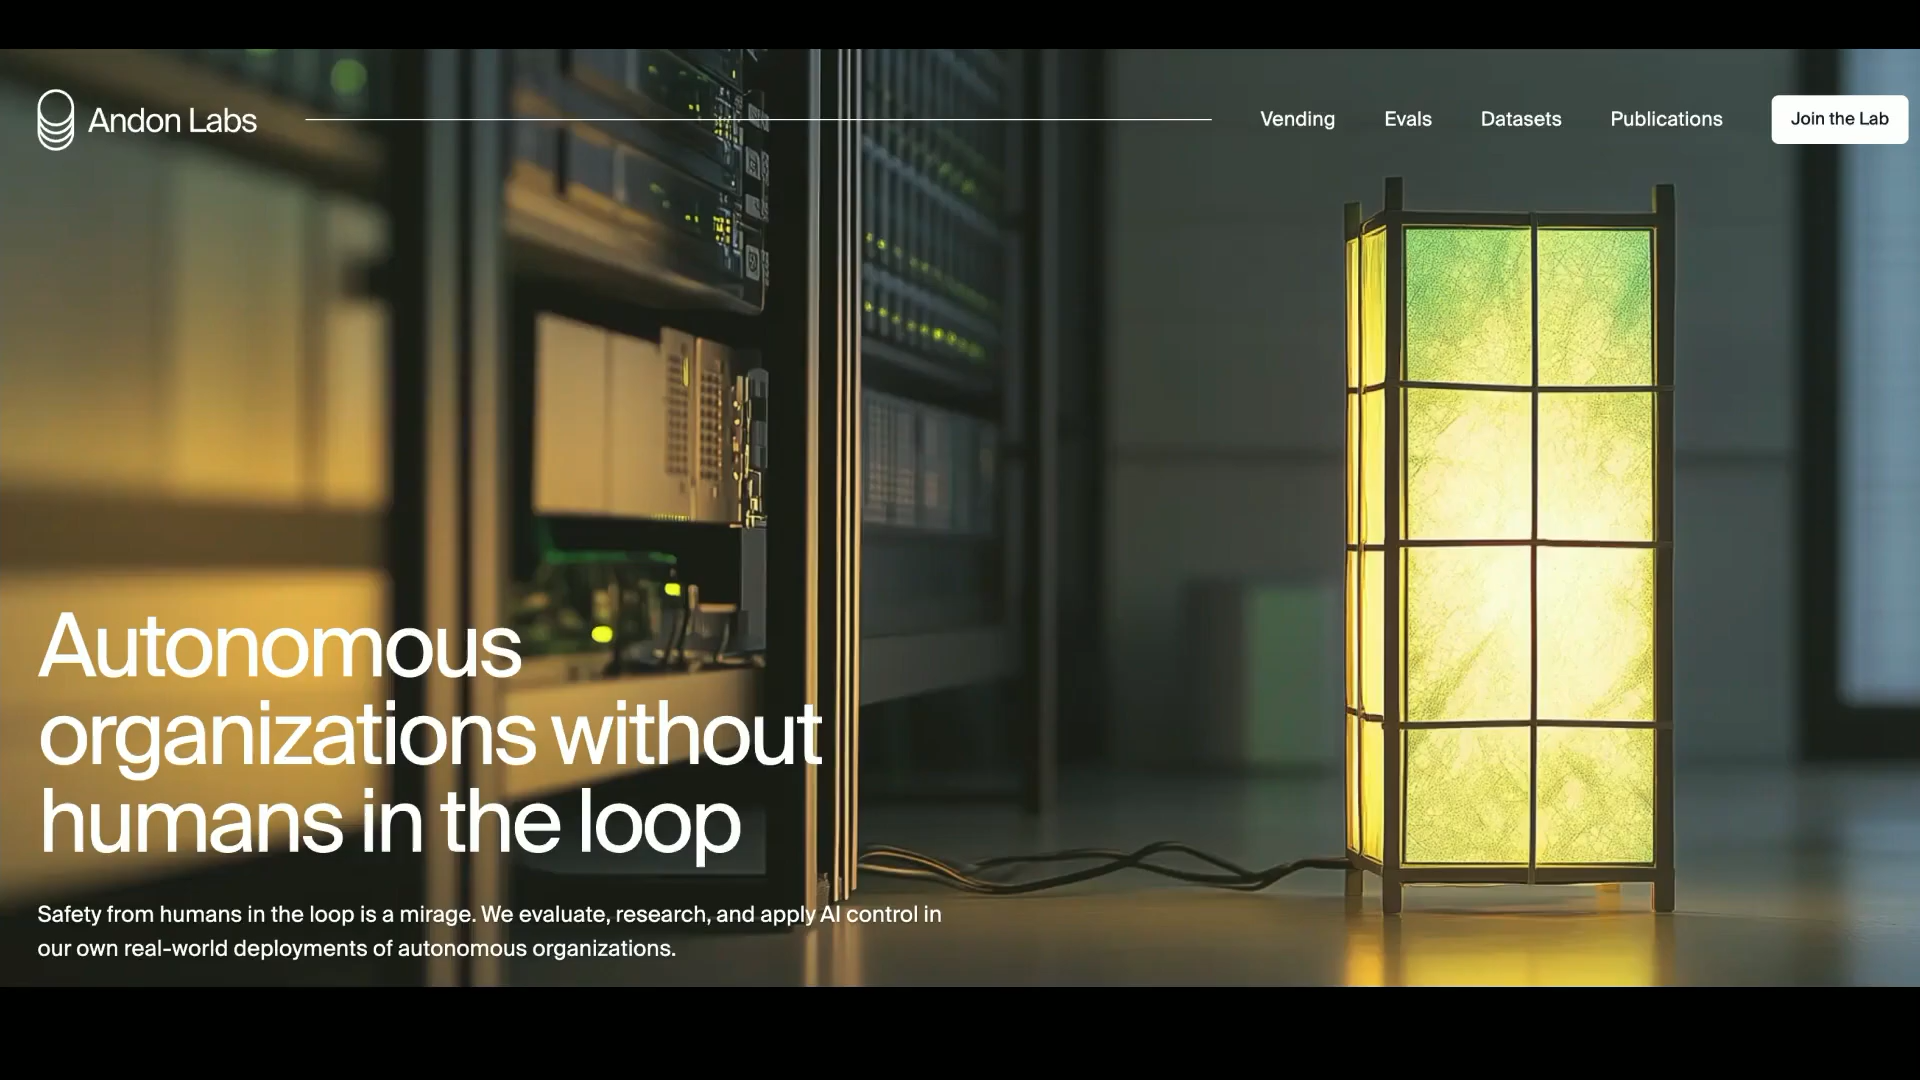 Andon Labs
Vending
Evals
Datasets
Publications
Join the Lab
Autonomous
organizations without
humans in the loop
Safety from humans in the loop is a mirage. We evaluate, research, and apply AI control in
our own real-world deployments of autonomous organizations.